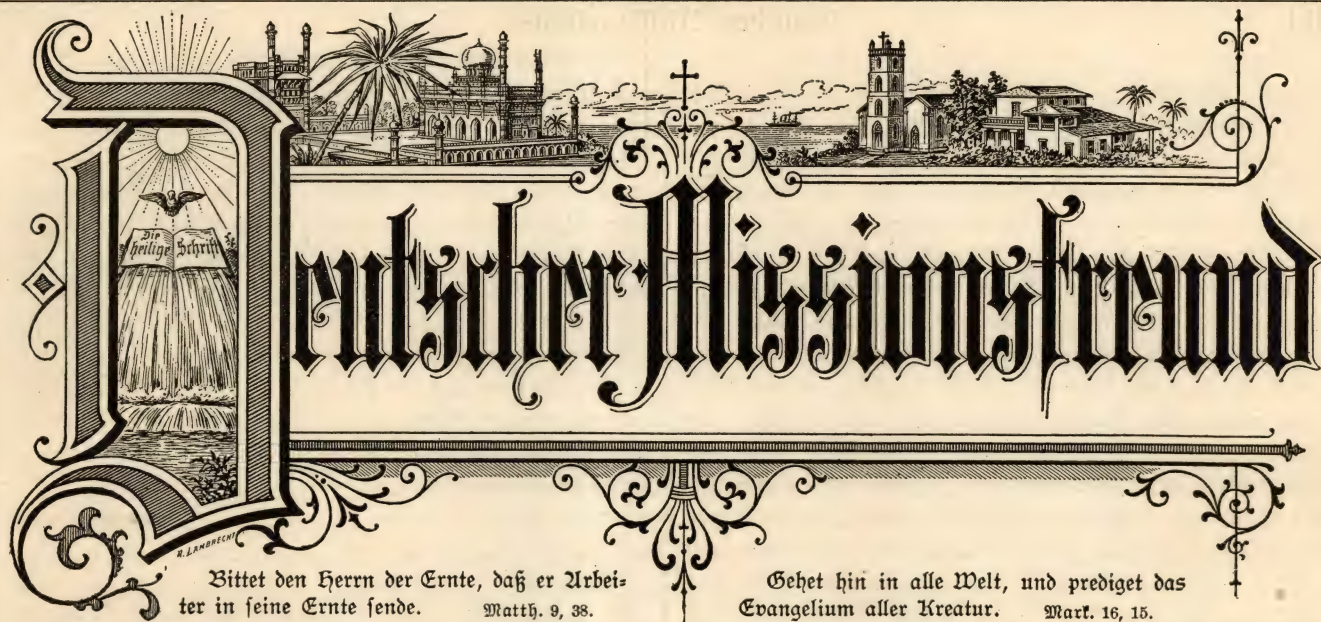 Deutscher Missionsfreund
Die
heilige Schrift
R. LAMBRECHT
Bittet den Herrn der Ernte, daß er Arbei-
ter in seine Ernte sende. Matth. 9, 38.
Gehet hin in alle Welt, und prediget das
Evangelium aller Kreatur. Mark. 16, 15.